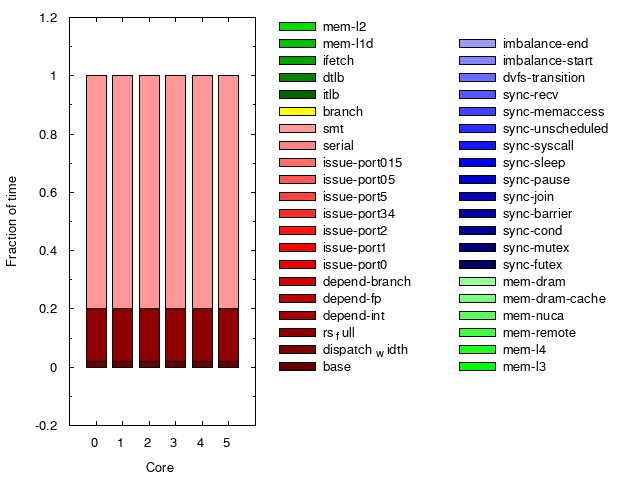 1.2
1
0.8
0.6
0.4
0.2
0
-0.2
Fraction of time
0 1 2 3 4 5
Core
mem-l2
mem-l1d
ifetch
dtlb
itlb
branch
smt
serial
issue-port015
issue-port05
issue-port5
issue-port34
issue-port2
issue-port1
issue-port0
depend-branch
depend-fp
depend-int
rs_full
dispatch_width
base
imbalance-end
imbalance-start
dvfs-transition
sync-recv
sync-memaccess
sync-unscheduled
sync-syscall
sync-sleep
sync-pause
sync-join
sync-barrier
sync-cond
sync-mutex
sync-futex
mem-dram
mem-dram-cache
mem-nuca
mem-remote
mem-l4
mem-l3